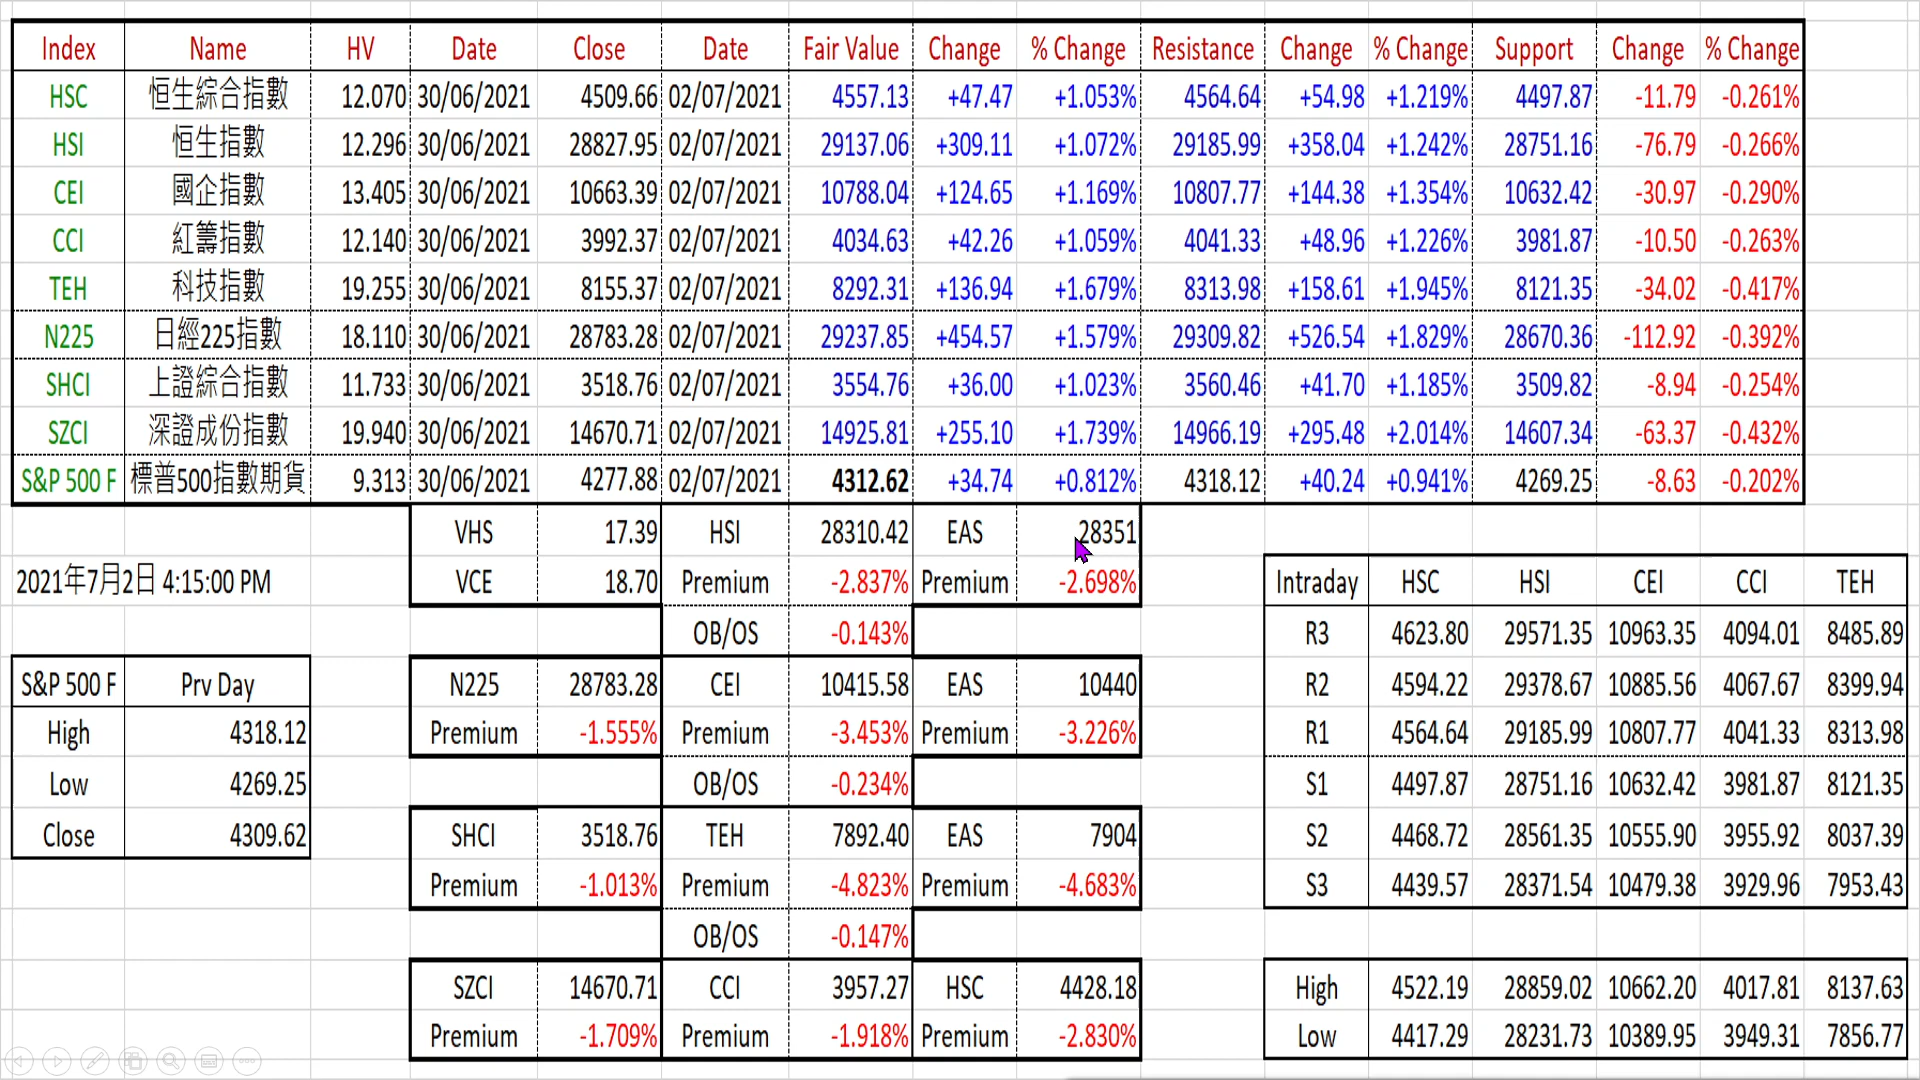 Index Name HV Date Close Date Fair Value Change % Change Resistance Change % Change Support Change % Change
HSC 恒生綜合指數 12.070 30/06/2021 4509.66 02/07/2021 4557.13 +47.47 +1.053% 4564.64 +54.98 +1.219% 4497.87 -11.79 -0.261%
HSI 恒生指數 12.296 30/06/2021 28827.95 02/07/2021 29137.06 +309.11 +1.072% 29185.99 +358.04 +1.242% 28751.16 -76.79 -0.266%
CEI 國企指數 13.405 30/06/2021 10663.39 02/07/2021 10788.04 +124.65 +1.169% 10807.77 +144.38 +1.354% 10632.42 -30.97 -0.290%
CCI 紅籌指數 12.140 30/06/2021 3992.37 02/07/2021 4034.63 +42.26 +1.059% 4041.33 +48.96 +1.226% 3981.87 -10.50 -0.263%
TEH 科技指數 19.255 30/06/2021 8155.37 02/07/2021 8292.31 +136.94 +1.679% 8313.98 +158.61 +1.945% 8121.35 -34.02 -0.417%
N225 日經225指數 18.110 30/06/2021 28783.28 02/07/2021 29237.85 +454.57 +1.579% 29309.82 +526.54 +1.829% 28670.36 -112.92 -0.392%
SHCI 上證綜合指數 11.733 30/06/2021 3518.76 02/07/2021 3554.76 +36.00 +1.023% 3560.46 +41.70 +1.185% 3509.82 -8.94 -0.254%
SZCI 深證成份指數 19.940 30/06/2021 14670.71 02/07/2021 14925.81 +255.10 +1.739% 14966.19 +295.48 +2.014% 14607.34 -63.37 -0.432%
S&P 500 F 標普500指數期貨 9.313 30/06/2021 4277.88 02/07/2021 4312.62 +34.74 +0.812% 4318.12 +40.24 +0.941% 4269.25 -8.63 -0.202%
VHS 17.39 HSI 28310.42 EAS 28351
2021年7月2日 4:15:00 PM VCE 18.70 Premium -2.837% Premium -2.698% Intraday HSC HSI CEI CCI TEH
OB/OS -0.143% R3 4623.80 29571.35 10963.35 4094.01 8485.89
S&P 500 F Prv Day N225 28783.28 CEI 10415.58 EAS 10440 R2 4594.22 29378.67 10885.56 4067.67 8399.94
High 4318.12 Premium -1.555% Premium -3.453% Premium -3.226% R1 4564.64 29185.99 10807.77 4041.33 8313.98
Low 4269.25 OB/OS -0.234% S1 4497.87 28751.16 10632.42 3981.87 8121.35
Close 4309.62 SHCI 3518.76 TEH 7892.40 EAS 7904 S2 4468.72 28561.35 10555.90 3955.92 8037.39
Premium -1.013% Premium -4.823% Premium -4.683% S3 4439.57 28371.54 10479.38 3929.96 7953.43
OB/OS -0.147%
SZCI 14670.71 CCI 3957.27 HSC 4428.18 High 4522.19 28859.02 10662.20 4017.81 8137.63
Premium -1.709% Premium -1.918% Premium -2.830% Low 4417.29 28231.73 10389.95 3949.31 7856.77